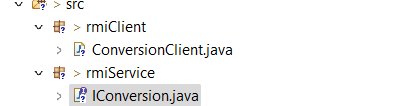 > src
> rmiClient
> ConversionClient.java
> rmiService
> IConversion.java